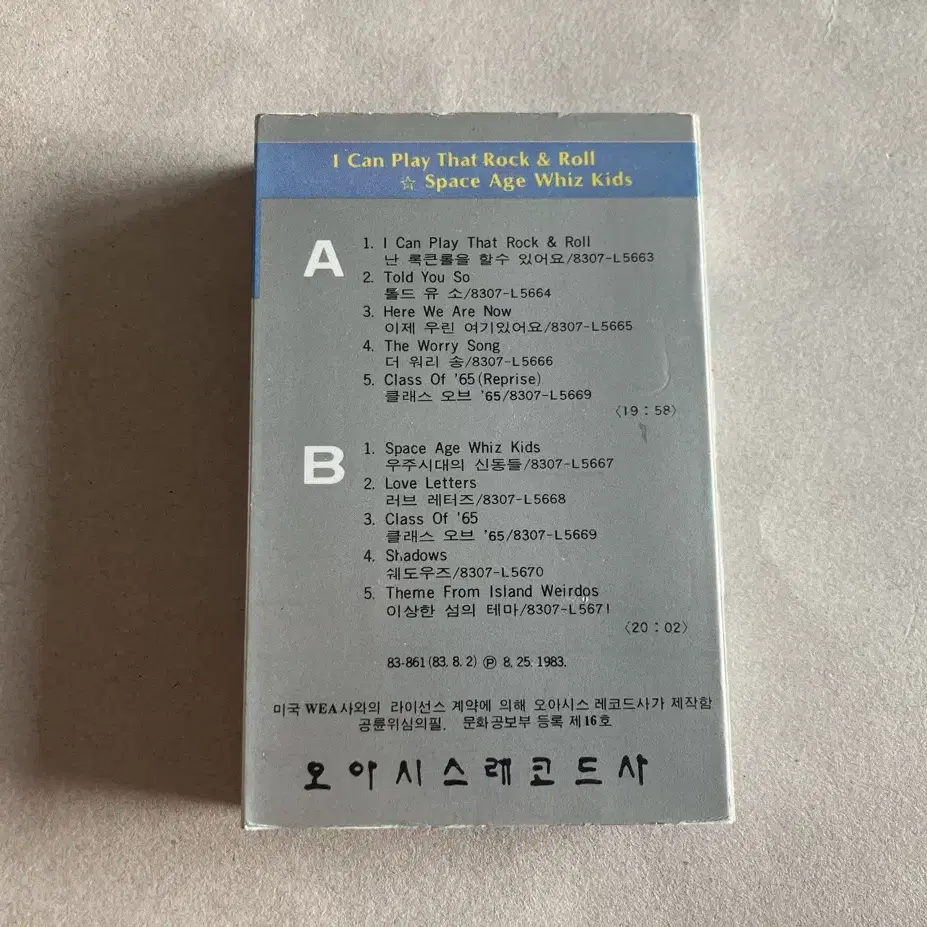 I Can Play That Rock & Roll
☆ Space Age Whiz Kids
A
1. I Can Play That Rock & Roll
난 록큰롤을 할수 있어요/8307-L5663
2. Told You So
톨드 유 소/8307-L5664
3. Here We Are Now
이제 우린 여기있어요/8307-L5665
4. The Worry Song
더 워리 송/8307-L5666
5. Class Of '65(Reprise)
클래스 오브 '65/8307-L5669
〈19 : 58〉
B
1. Space Age Whiz Kids
우주시대의 신동들/8307-L5667
2. Love Letters
러브 레터즈/8307-L5668
3. Class Of '65
클래스 오브 '65/8307-L5669
4. Shadows
쉐도우즈/8307-L5670
5. Theme From Island Weirdos
이상한 섬의 테마/8307-L5671
〈20 : 02〉
83-861 (83. 8. 2) Ⓟ 8. 25. 1983.
미국 WEA사와의 라이선스 계약에 의해 오아시스 레코드사가 제작함
공륜위심의필. 문화공보부 등록 제16호
오아시스레코드사